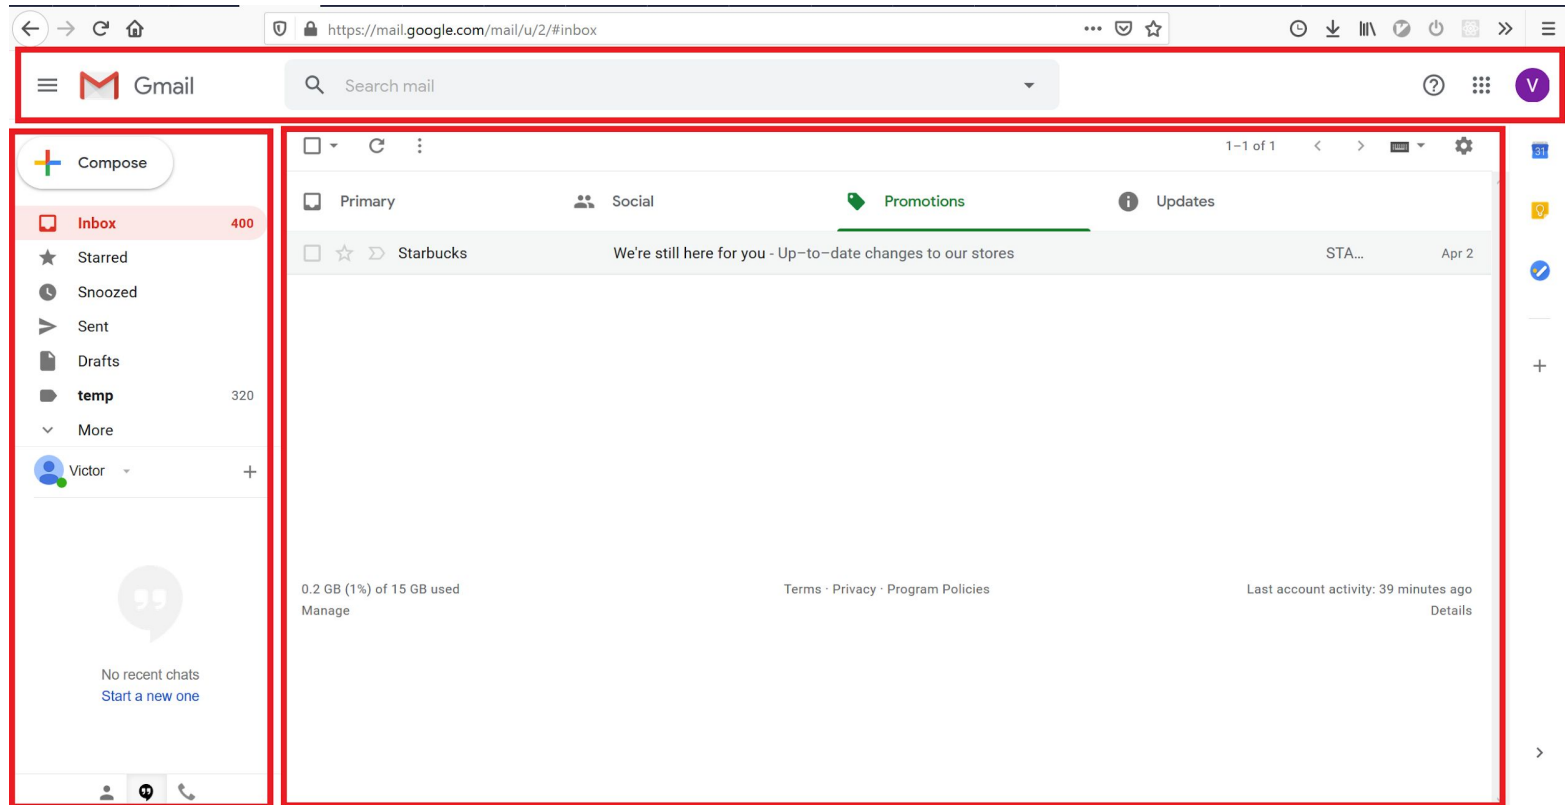 https://mail.google.com/mail/u/2/#inbox
Gmail
Search mail
V
Compose
Inbox 400
Starred
Snoozed
Sent
Drafts
temp 320
More
Victor
No recent chats
Start a new one
1–1 of 1
31
Primary Social Promotions Updates
Starbucks We're still here for you - Up-to-date changes to our stores STA... Apr 2
0.2 GB (1%) of 15 GB used Terms · Privacy · Program Policies Last account activity: 39 minutes ago
Manage Details